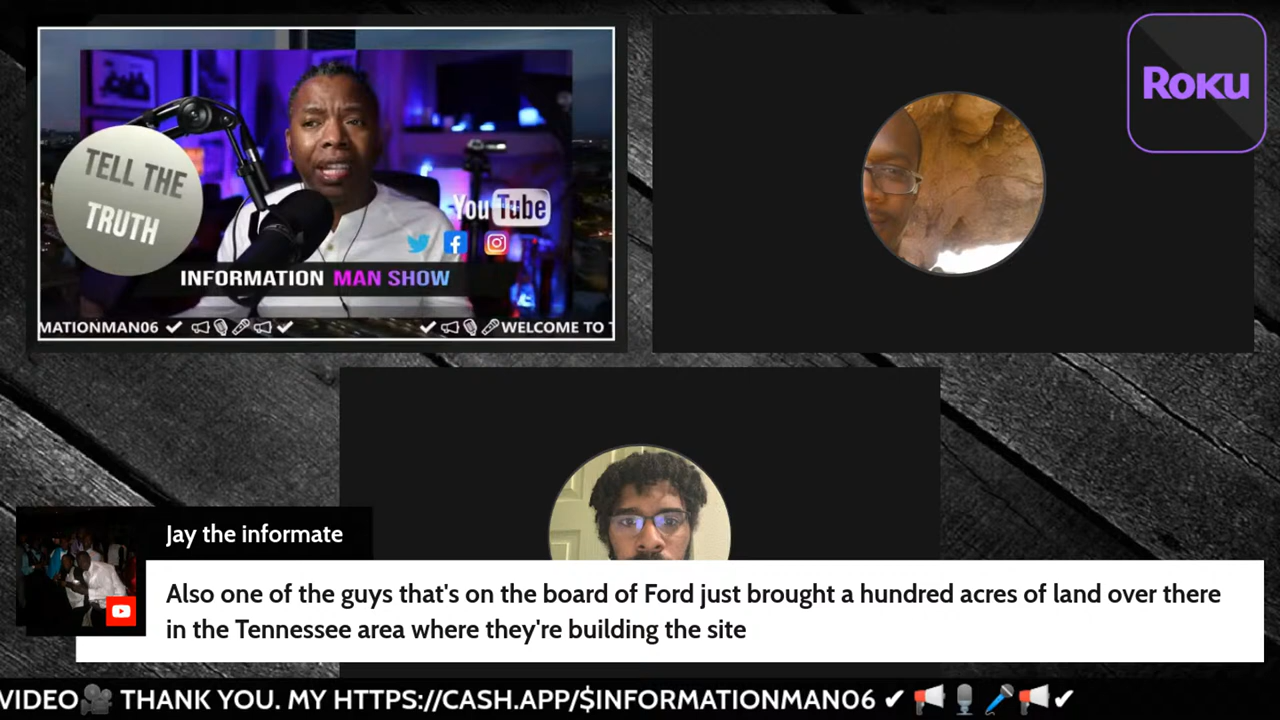 ROKU
TELL THE
TRUTH
YouTube
INFORMATION MAN SHOW
MATIONMAN06 ✔ 📢🎙🎤📢✔ ✔ 📢🎙🎤WELCOME TO
Jay the informate
Also one of the guys that's on the board of Ford just brought a hundred acres of land over there
in the Tennessee area where they're building the site
VIDEO🎥 THANK YOU. MY HTTPS://CASH.APP/$INFORMATIONMAN06 ✔ 📢🎙🎤📢✔